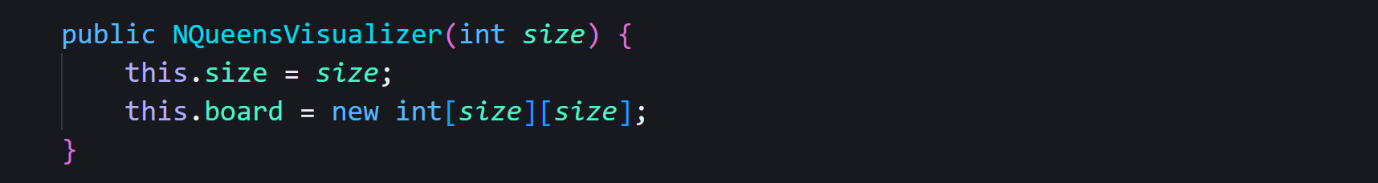 public NQueensVisualizer(int size) {
this.size = size;
this.board = new int[size][size];
}